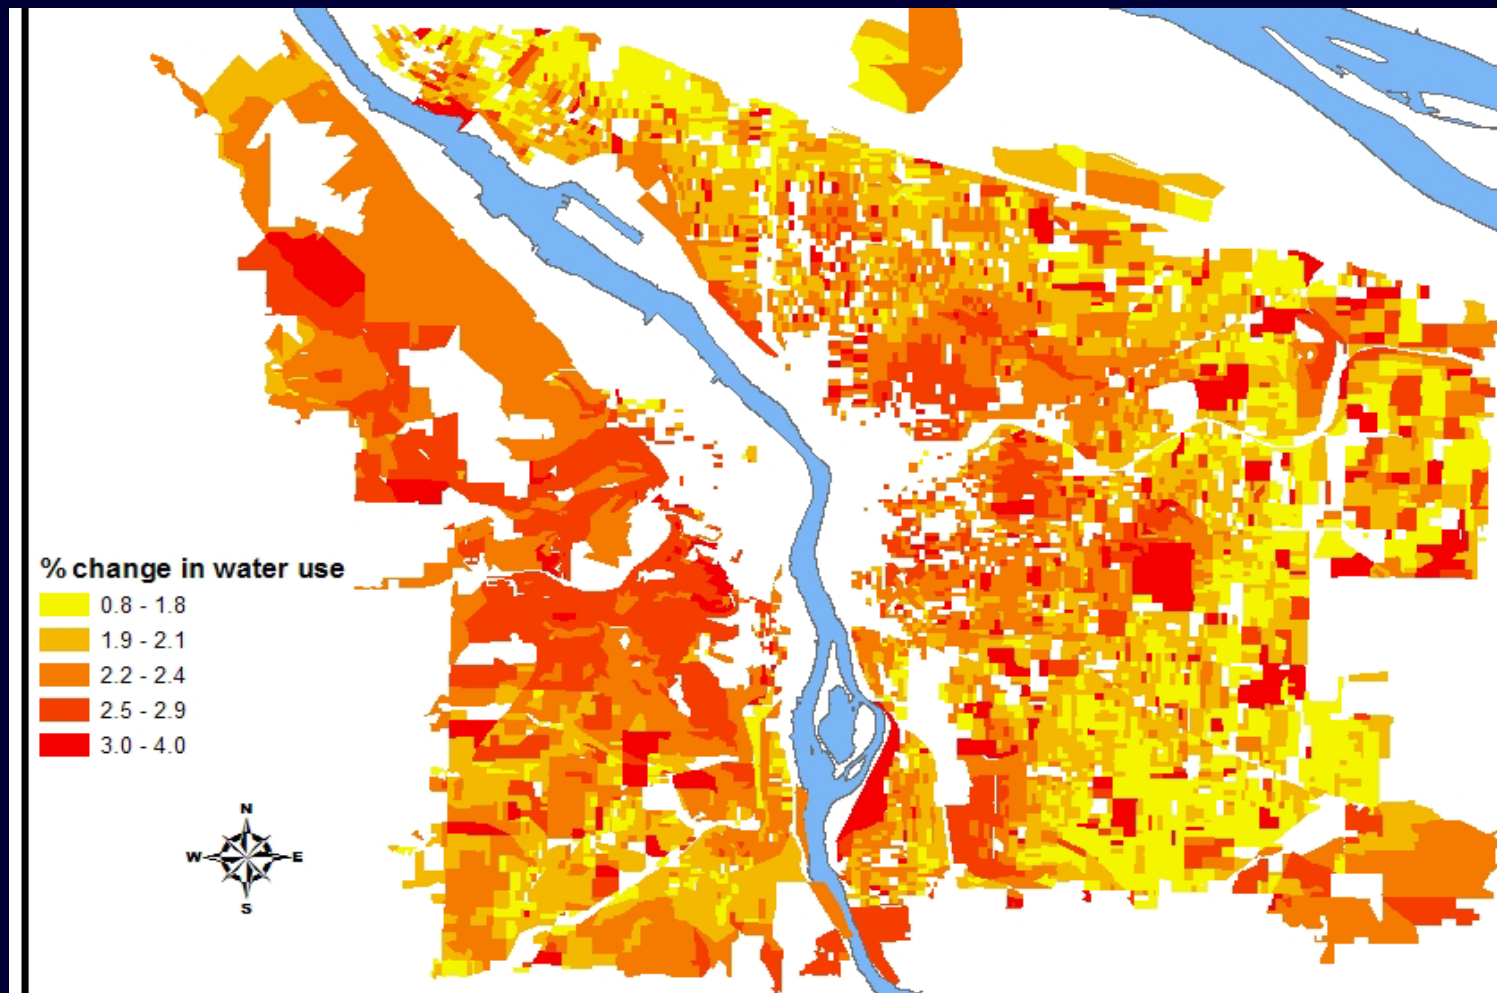 % change in water use
0.8 - 1.8
1.9 - 2.1
2.2 - 2.4
2.5 - 2.9
3.0 - 4.0
N
W E
S